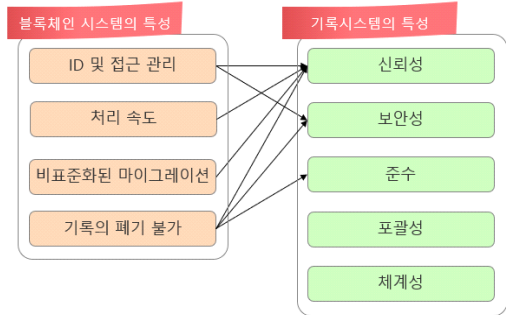 블록체인 시스템의 특성
기록시스템의 특성
ID 및 접근 관리
처리 속도
비표준화된 마이그레이션
기록의 폐기 불가
신뢰성
보안성
준수
포괄성
체계성